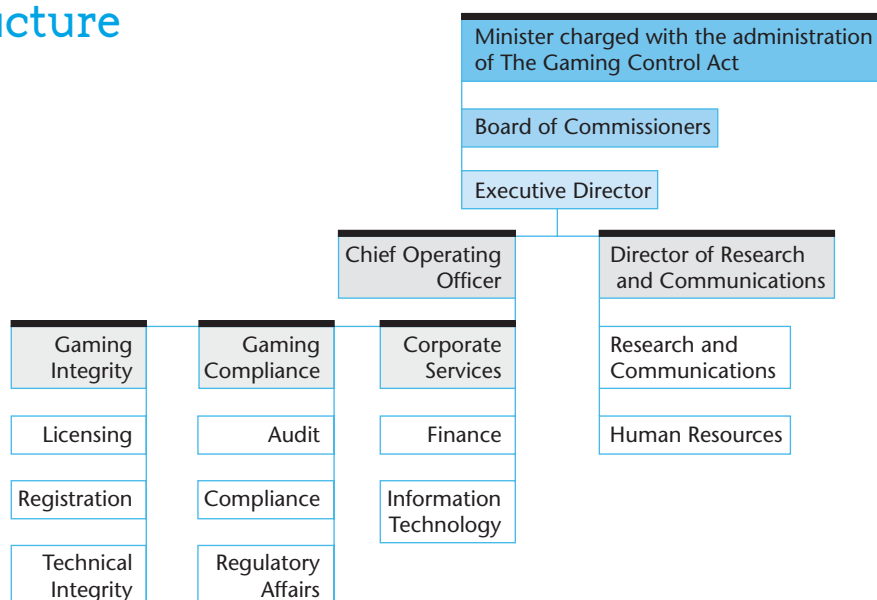 Minister charged with the administration
of The Gaming Control Act
Board of Commissioners
Executive Director
Chief Operating
Officer
Director of Research
and Communications
Gaming
Integrity
Gaming
Compliance
Corporate
Services
Research and
Communications
Licensing
Audit
Finance
Human Resources
Registration
Compliance
Information
Technology
Technical
Integrity
Regulatory
Affairs